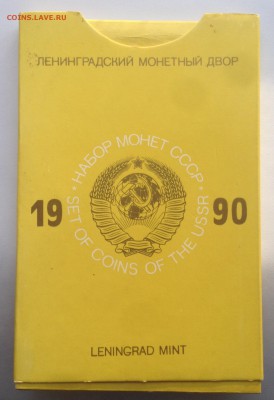 COINS.LAVE.RU
ЛЕНИНГРАДСКИЙ МОНЕТНЫЙ ДВОР
• НАБОР МОНЕТ СССР •
19 90
SET OF COINS OF THE USSR
LENINGRAD MINT